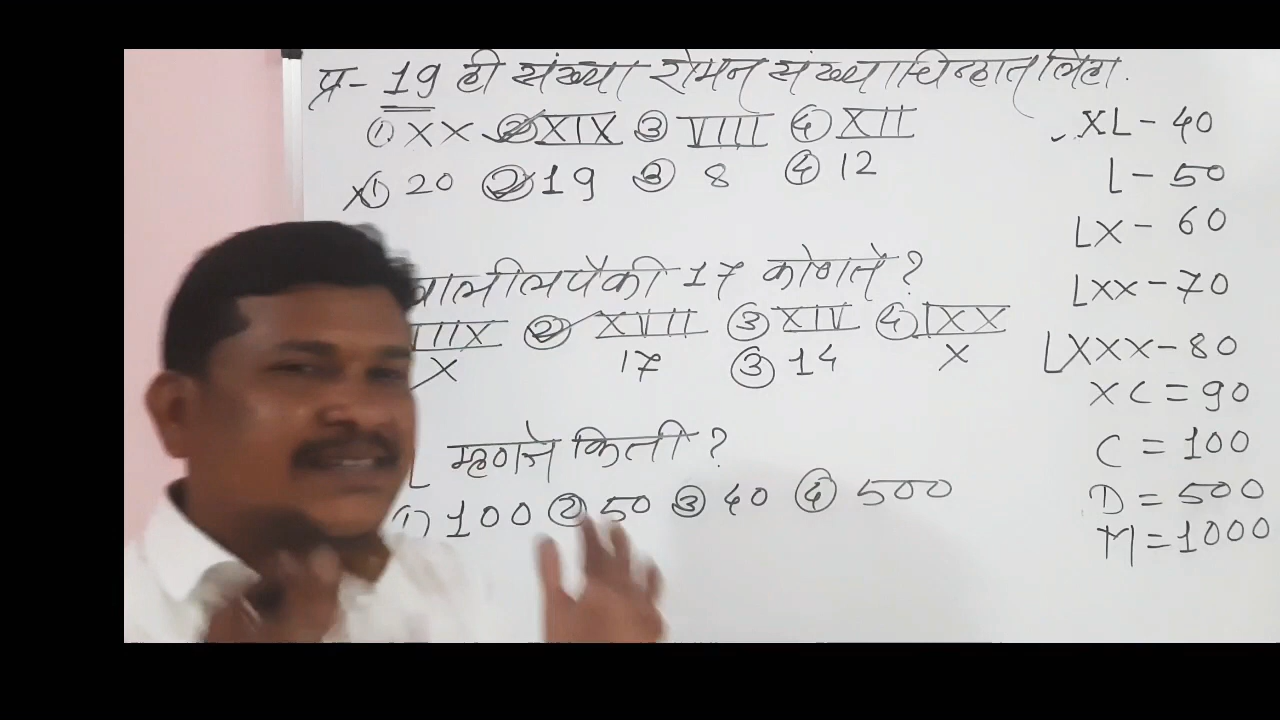 प्र- 19 ही संख्या रोमन संख्याचिन्हात लिहा.
① XX ② XIX ③ VIII ④ XII
① 20 ② 19 ③ 8 ④ 12
खालीलपैकी 17 कोणते ?
IIIX ② XVII ③ XIV ④ IXX
X 17 ③ 14 X
L म्हणजे किती ?
① 100 ② 50 ③ 40 ④ 500
XL - 40
L - 50
LX - 60
LXX - 70
LXXX - 80
XC = 90
C = 100
D = 500
M = 1000